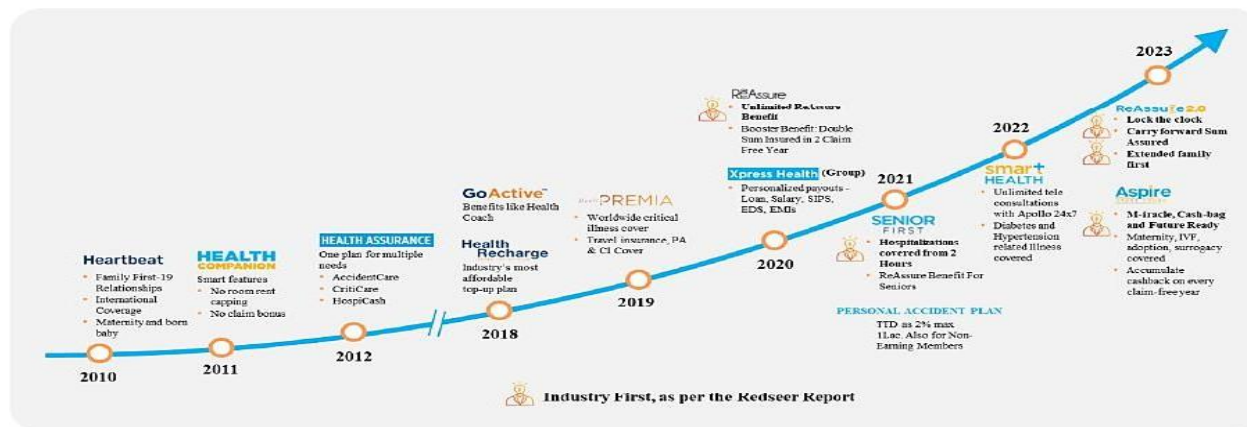 Heartbeat
Family First-19
Relationships
International
Coverage
Maternity and born
baby
2010
HEALTH
COMPANION
Smart features
No room rent
capping
No claim bonus
2011
HEALTH ASSURANCE
One plan for multiple
needs
AccidentCare
CritiCare
HospiCash
2012
GoActive™
Benefits like Health
Coach
Health
Recharge
Industry's most
affordable
top-up plan
2018
PREMIA
Worldwide critical
illness cover
Travel insurance, PA
& CI Cover
2019
ReAssure
Unlimited ReAssure
Benefit
Booster Benefit: Double
Sum Insured in 2 Claim
Free Year
Xpress Health (Group)
Personalized payouts -
Loan, Salary, SIPS,
EDS, EMIs
2020
2021
SENIOR
FIRST
Hospitalizations
covered from 2
Hours
ReAssure Benefit For
Seniors
PERSONAL ACCIDENT PLAN
TTD as 2% max
1Lac. Also for Non-
Earning Members
2022
smart
HEALTH
Unlimited tele
consultations
with Apollo 24x7
Diabetes and
Hypertension
related illness
covered
2023
ReAssure 2.0
Lock the clock
Carry forward Sum
Assured
Extended family
first
Aspire
M-iracle, Cash-bag
and Future Ready
Maternity, IVF,
adoption, surrogacy
covered
Accumulate
cashback on every
claim-free year
Industry First, as per the Redseer Report